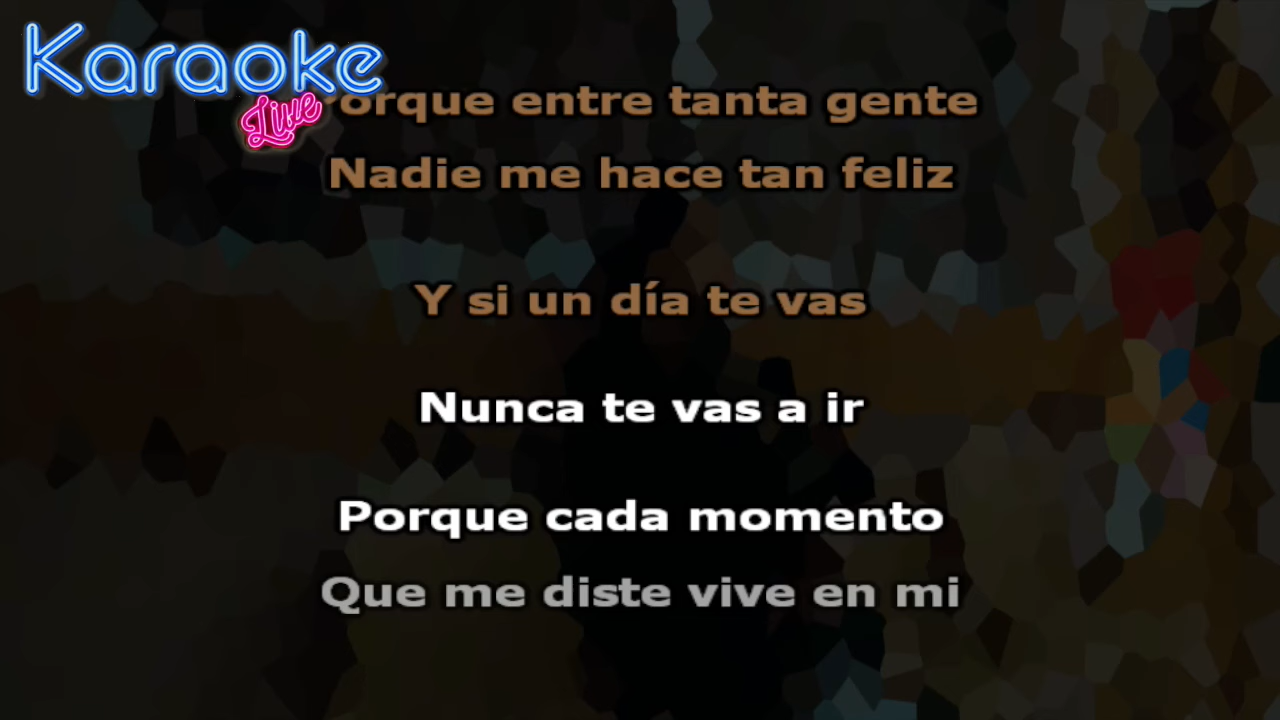 Karaoke
Live
Porque entre tanta gente
Nadie me hace tan feliz
Y si un día te vas
Nunca te vas a ir
Porque cada momento
Que me diste vive en mi